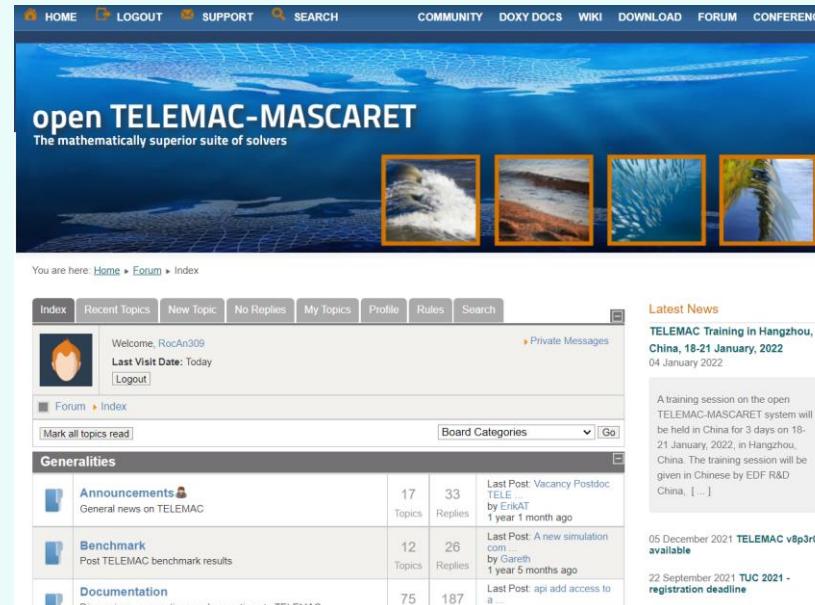 HOME LOGOUT SUPPORT SEARCH COMMUNITY DOXY DOCS WIKI DOWNLOAD FORUM
open TELEMAC-MASCARET
The mathematically superior suite of solvers
You are here: Home ▸ Forum ▸ Index
Index Recent Topics New Topic No Replies My Topics Profile Rules Search
Welcome, RocAn309
Private Messages
Last Visit Date: Today
Logout
Forum ▸ Index
Mark all topics read
Board Categories
Go
Generalities
Announcements
General news on TELEMAC
17 Topics
33 Replies
Last Post: Vacancy Postdoc
TELE ...
by ErikAT
1 year 1 month ago
Benchmark
Post TELEMAC benchmark results
12 Topics
26 Replies
Last Post: A new simulation
com ...
by Gareth
1 year 5 months ago
Documentation
75
187
Last Post: api add access to
a ...
Latest News
TELEMAC Training in Hangzhou,
China, 18-21 January, 2022
04 January 2022
A training session on the open
TELEMAC-MASCARET system will
be held in China for 3 days on 18-
21 January, 2022, in Hangzhou,
China. The training session will be
given in Chinese by EDF R&D
China, [ ... ]
05 December 2021 TELEMAC v8p3r0
available
22 September 2021 TUC 2021 -
registration deadline